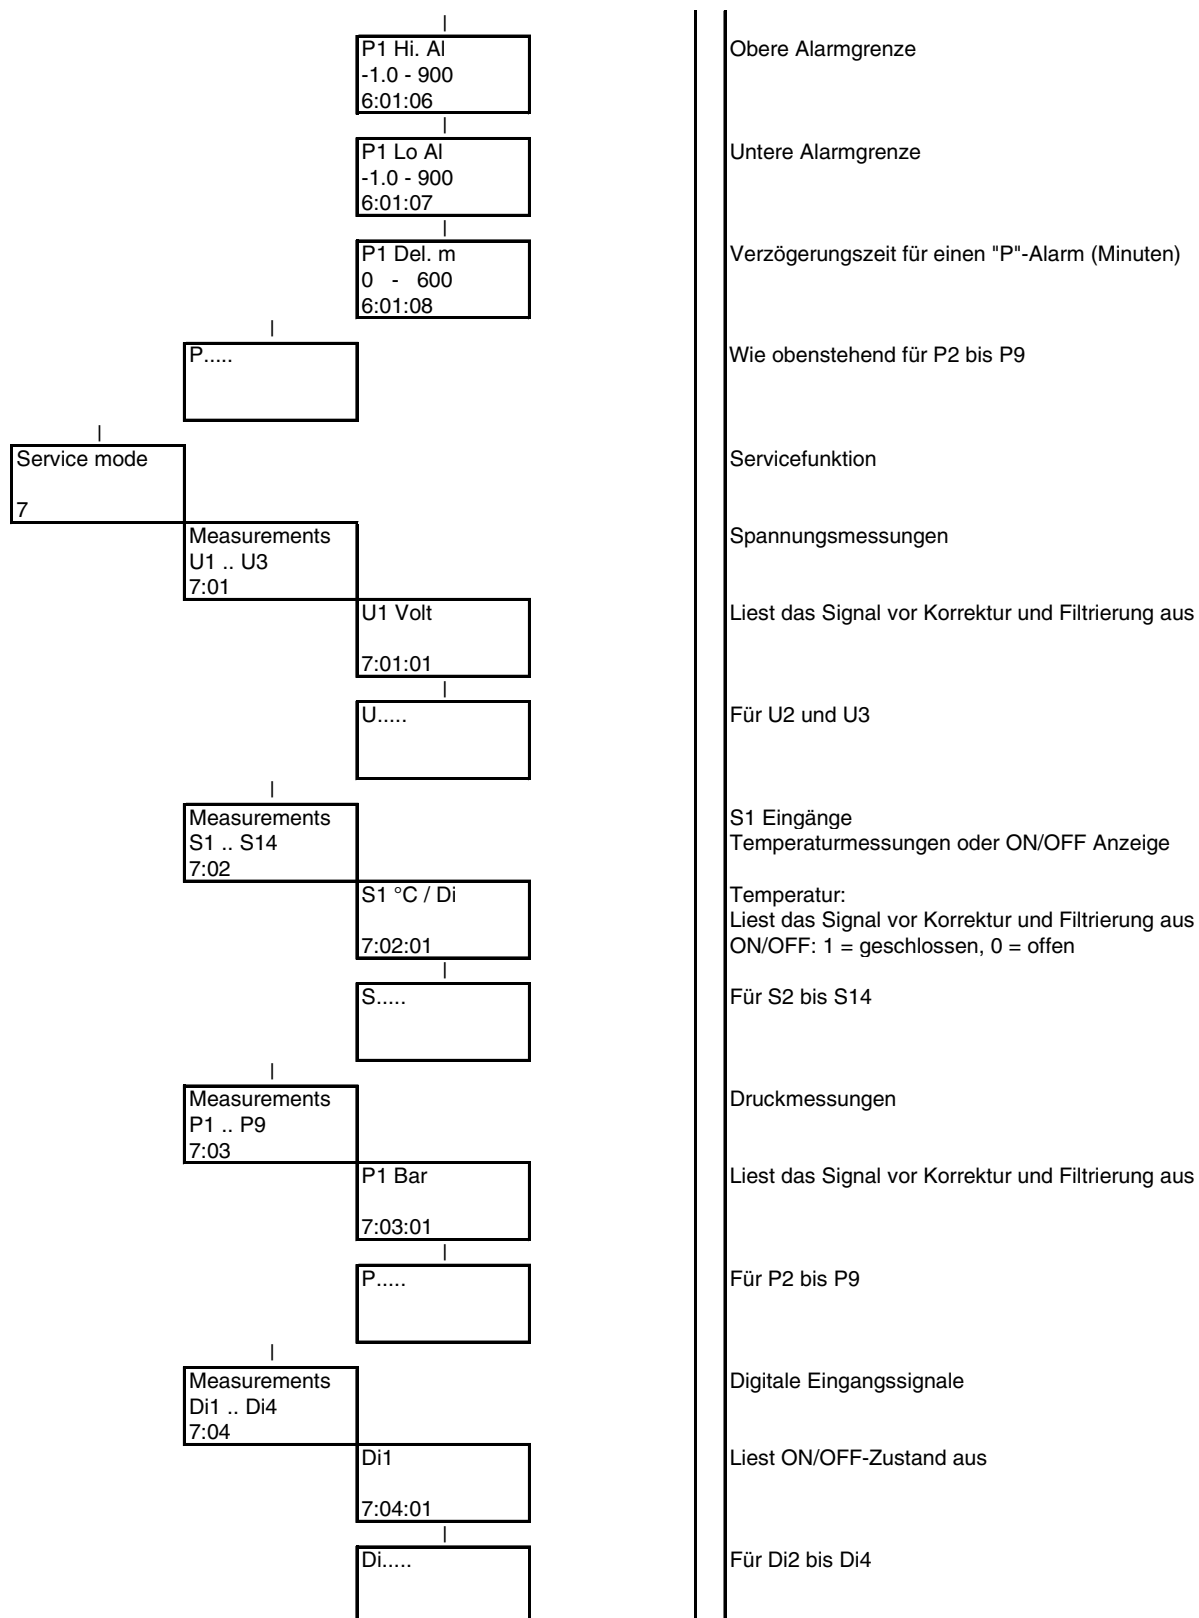 P1 Hi. Al
-1.0 - 900
6:01:06
Obere Alarmgrenze
P1 Lo Al
-1.0 - 900
6:01:07
Untere Alarmgrenze
P1 Del. m
0 - 600
6:01:08
Verzögerungszeit für einen "P"-Alarm (Minuten)
P.....
Wie obenstehend für P2 bis P9
Service mode
7
Servicefunktion
Measurements
U1 .. U3
7:01
Spannungsmessungen
U1 Volt
7:01:01
Liest das Signal vor Korrektur und Filtrierung aus
U.....
Für U2 und U3
Measurements
S1 .. S14
7:02
S1 Eingänge
Temperaturmessungen oder ON/OFF Anzeige
S1 °C / Di
7:02:01
Temperatur:
Liest das Signal vor Korrektur und Filtrierung aus
ON/OFF: 1 = geschlossen, 0 = offen
S.....
Für S2 bis S14
Measurements
P1 .. P9
7:03
Druckmessungen
P1 Bar
7:03:01
Liest das Signal vor Korrektur und Filtrierung aus
P.....
Für P2 bis P9
Measurements
Di1 .. Di4
7:04
Digitale Eingangssignale
Di1
7:04:01
Liest ON/OFF-Zustand aus
Di.....
Für Di2 bis Di4